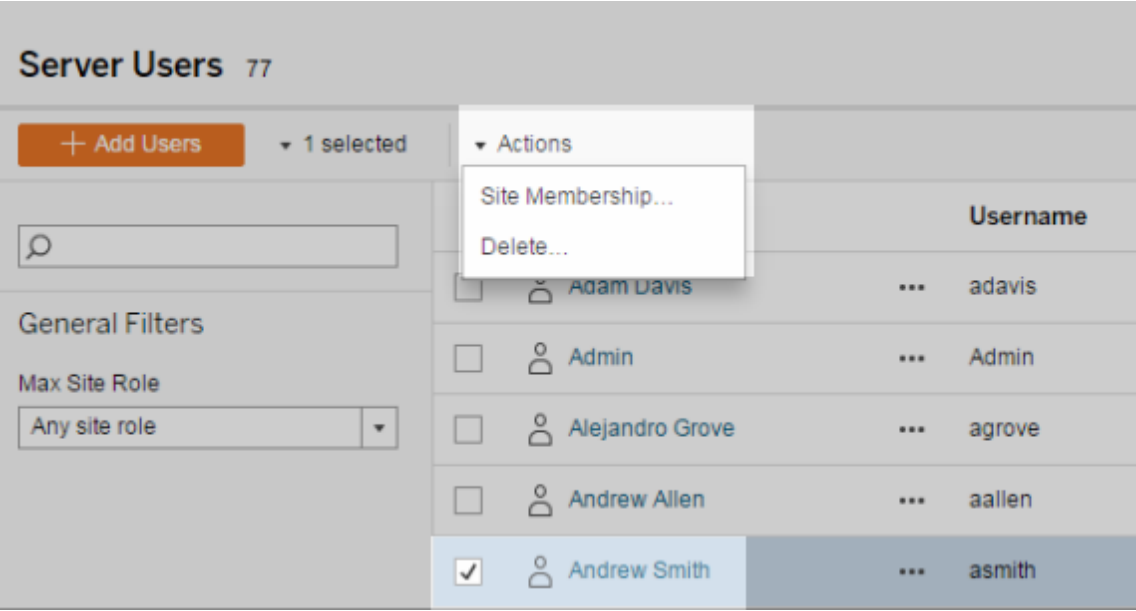 Server Users 77
+ Add Users
1 selected
Actions
Site Membership...
Delete...
General Filters
Max Site Role
Any site role
Username
Adam Davis ... adavis
Admin ... Admin
Alejandro Grove ... agrove
Andrew Allen ... aallen
Andrew Smith ... asmith